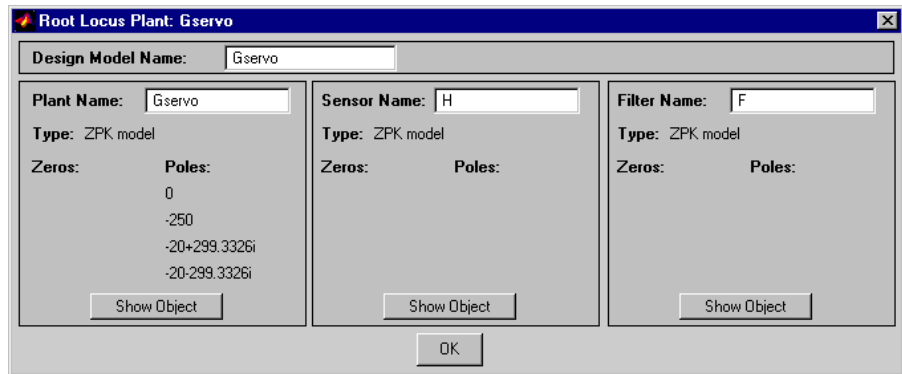 Root Locus Plant: Gservo
Design Model Name: Gservo
Plant Name: Gservo
Type: ZPK model
Zeros: Poles:
0
-250
-20+299.3326i
-20-299.3326i
Show Object
Sensor Name: H
Type: ZPK model
Zeros: Poles:
Show Object
Filter Name: F
Type: ZPK model
Zeros: Poles:
Show Object
OK